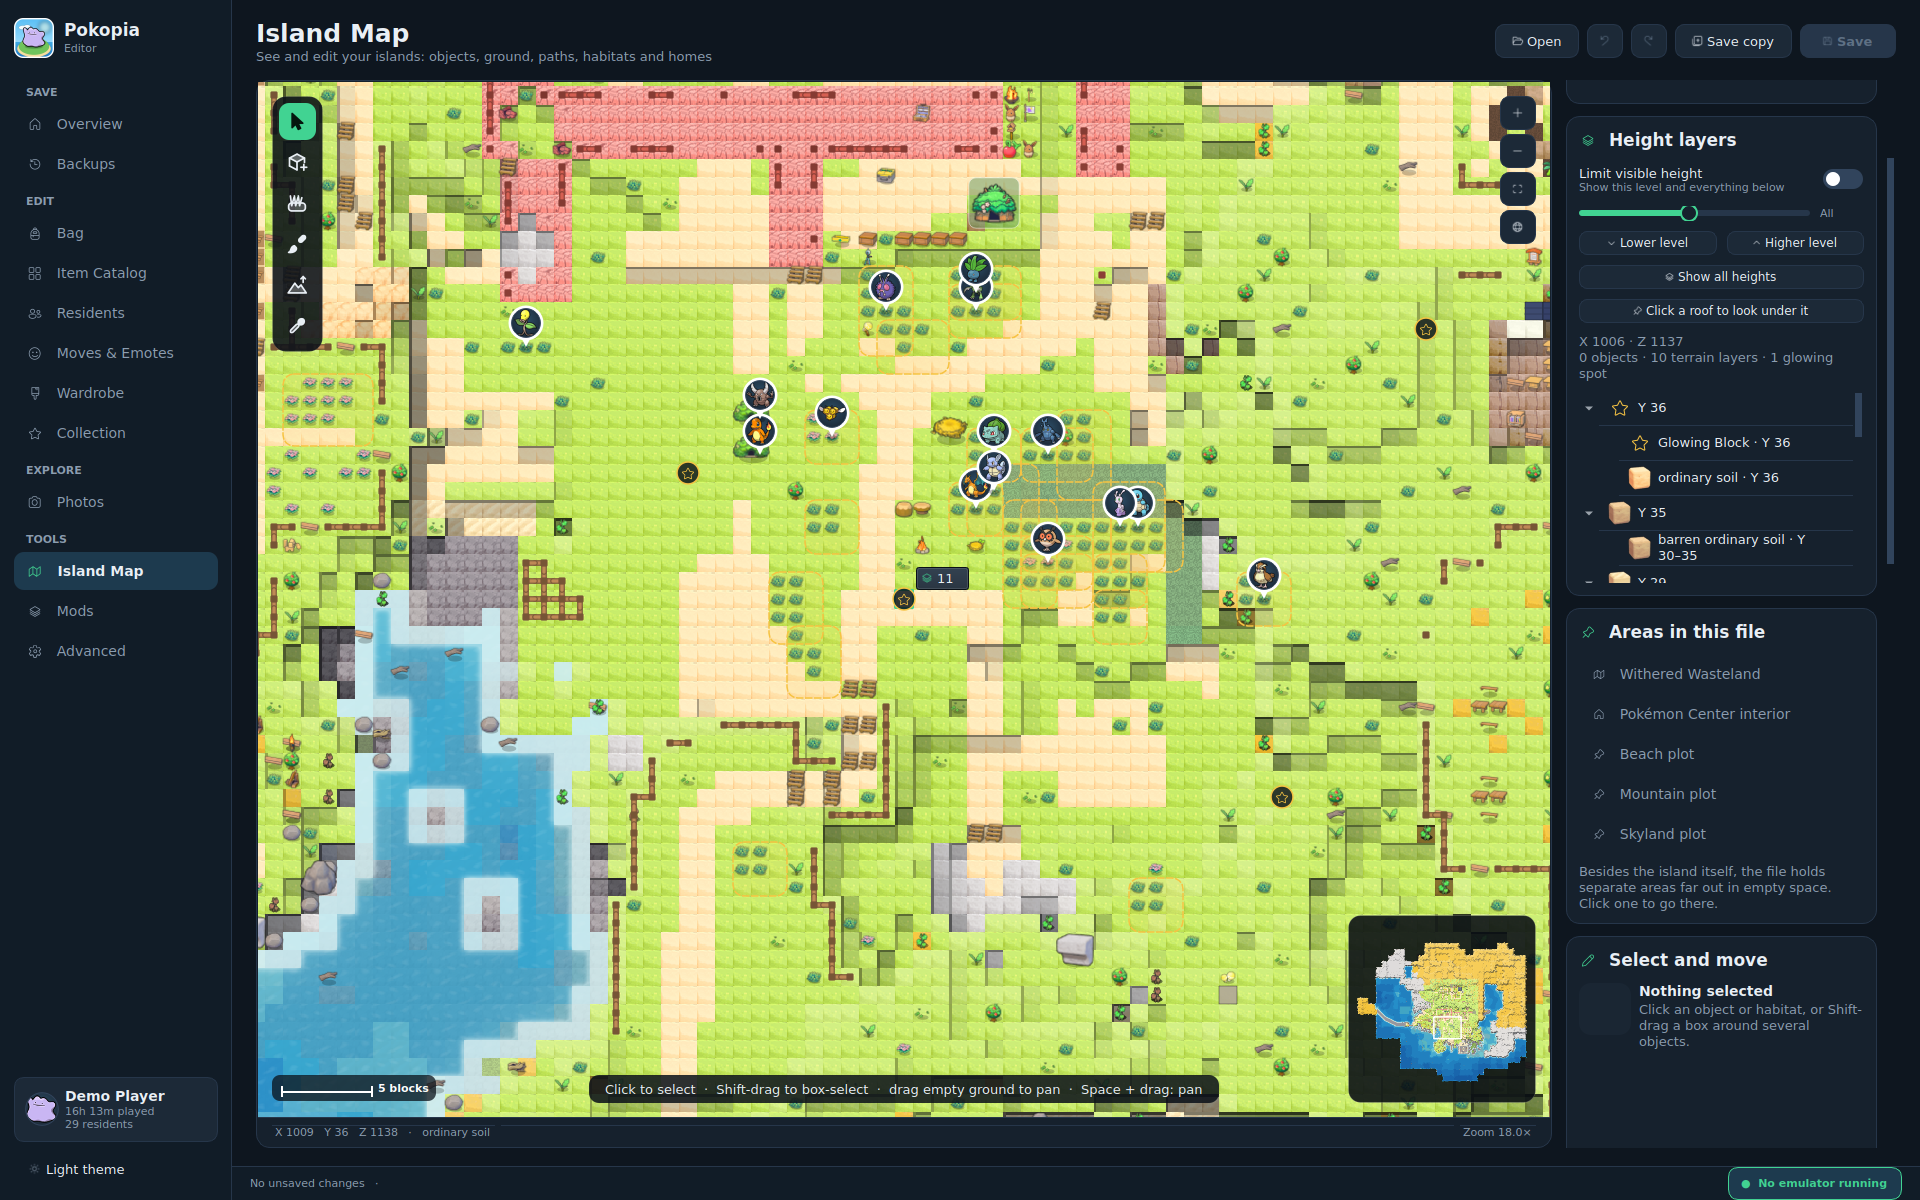 Pokopia
Editor
SAVE
Overview
Backups
EDIT
Bag
Item Catalog
Residents
Moves & Emotes
Wardrobe
Collection
EXPLORE
Photos
TOOLS
Island Map
Mods
Advanced
Demo Player
16h 13m played
29 residents
Light theme
Island Map
See and edit your islands: objects, ground, paths, habitats and homes
Open
Save copy
Save
11
5 blocks
Click to select · Shift-drag to box-select · drag empty ground to pan · Space + drag: pan
X 1009 Y 36 Z 1138 · ordinary soil
Zoom 18.0×
Height layers
Limit visible height
Show this level and everything below
All
Lower level
Higher level
Show all heights
Click a roof to look under it
X 1006 · Z 1137
0 objects · 10 terrain layers · 1 glowing
spot
Y 36
Glowing Block · Y 36
ordinary soil · Y 36
Y 35
barren ordinary soil · Y
30–35
Y 29
Areas in this file
Withered Wasteland
Pokémon Center interior
Beach plot
Mountain plot
Skyland plot
Besides the island itself, the file holds
separate areas far out in empty space.
Click one to go there.
Select and move
Nothing selected
Click an object or habitat, or Shift-
drag a box around several
objects.
No unsaved changes ·
No emulator running